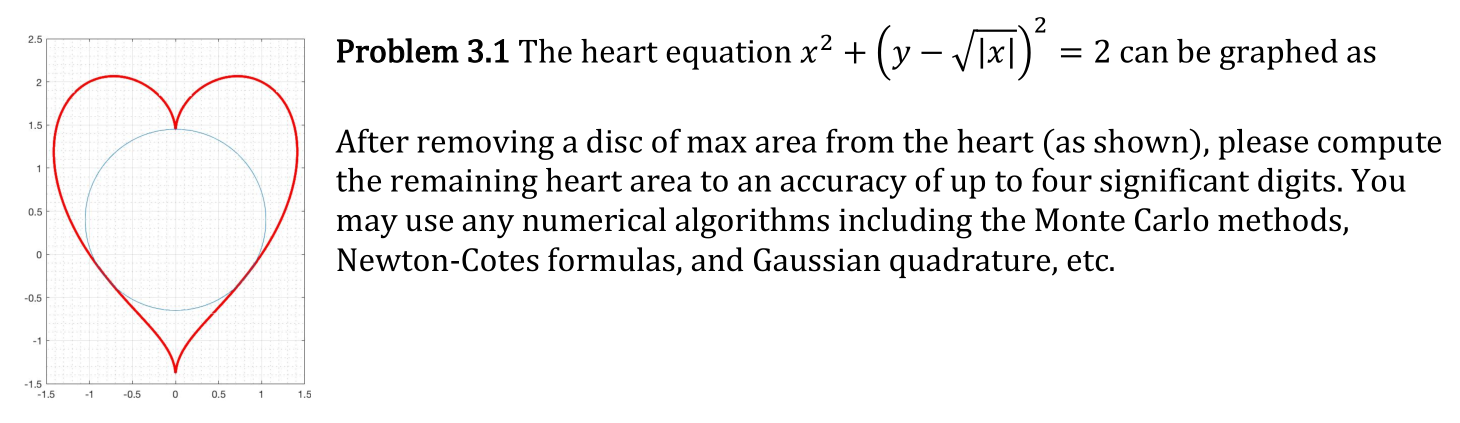 Problem 3.1 The heart equation x² + (y − √|x|)² = 2 can be graphed as
After removing a disc of max area from the heart (as shown), please compute
the remaining heart area to an accuracy of up to four significant digits. You
may use any numerical algorithms including the Monte Carlo methods,
Newton-Cotes formulas, and Gaussian quadrature, etc.
2.5
2
1.5
1
0.5
0
-0.5
-1
-1.5
-1.5 -1 -0.5 0 0.5 1 1.5